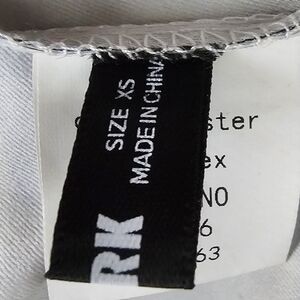 SIZE XS
MADE IN CHINA
RK
ster
ex
NO
6
63